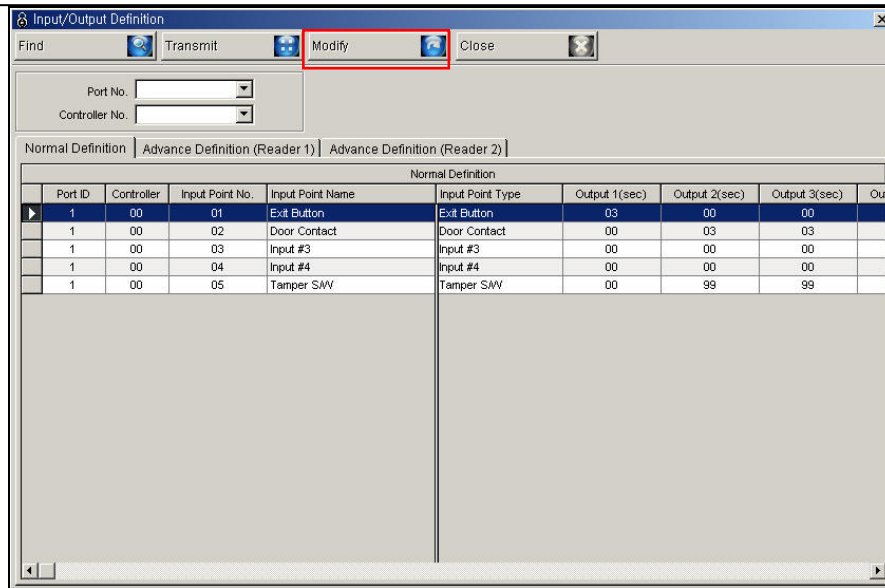 Input/Output Definition
Find Transmit Modify Close
Port No.
Controller No.
Normal Definition Advance Definition (Reader 1) Advance Definition (Reader 2)
Normal Definition
Port ID Controller Input Point No. Input Point Name Input Point Type Output 1(sec) Output 2(sec) Output 3(sec) Ou
1 00 01 Exit Button Exit Button 03 00 00
1 00 02 Door Contact Door Contact 00 03 03
1 00 03 Input #3 Input #3 00 00 00
1 00 04 Input #4 Input #4 00 00 00
1 00 05 Tamper S/W Tamper S/W 00 99 99